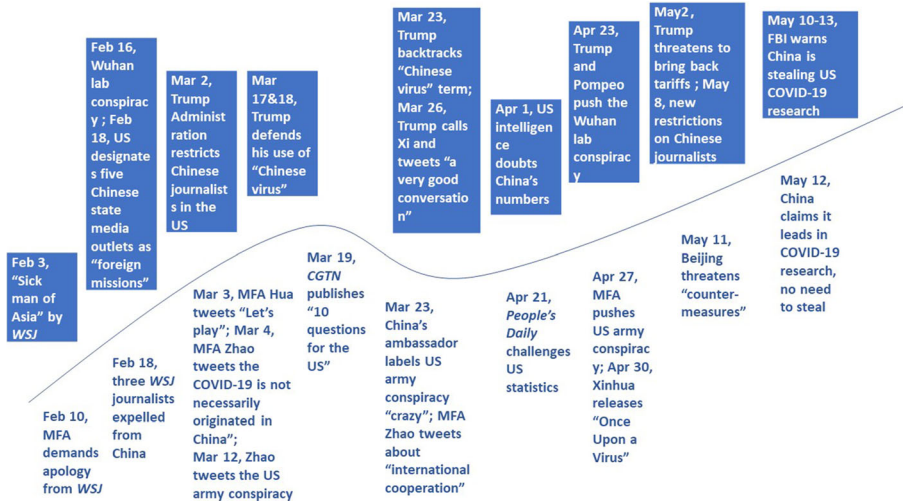 Feb 3,
“Sick
man of
Asia” by
WSJ
Feb 16,
Wuhan
lab
conspirac
y ; Feb
18, US
designate
s five
Chinese
state
media
outlets as
“foreign
missions”
Mar 2,
Trump
Administ
ration
restricts
Chinese
journalist
s in the
US
Mar
17&18,
Trump
defends
his use of
“Chinese
virus”
Mar 23,
Trump
backtracks
“Chinese
virus” term;
Mar 26,
Trump calls
Xi and
tweets “a
very good
conversatio
n”
Apr 1, US
intelligen
ce
doubts
China’s
numbers
Apr 23,
Trump
and
Pompeo
push the
Wuhan
lab
conspirac
y
May2 ,
Trump
threatens to
bring back
tariffs ; May
8, new
restrictions
on Chinese
journalists
May 10-13,
FBI warns
China is
stealing US
COVID-19
research
Feb 10,
MFA
demands
apology
from WSJ
Feb 18,
three WSJ
journalists
expelled
from
China
Mar 3, MFA Hua
tweets “Let’s
play”; Mar 4,
MFA Zhao
tweets the
COVID-19 is not
necessarily
originated in
China”;
Mar 12, Zhao
tweets the US
army conspiracy
Mar 19,
CGTN
publishes
“10
questions
for the
US”
Mar 23,
China’s
ambassador
labels US
army
conspiracy
“crazy”; MFA
Zhao tweets
about
“international
cooperation”
Apr 21,
People’s
Daily
challenges
US
statistics
Apr 27,
MFA
pushes
US army
conspirac
y; Apr 30,
Xinhua
releases
“Once
Upon a
Virus”
May 11,
Beijing
threatens
“counter-
measures”
May 12,
China
claims it
leads in
COVID-19
research,
no need
to steal